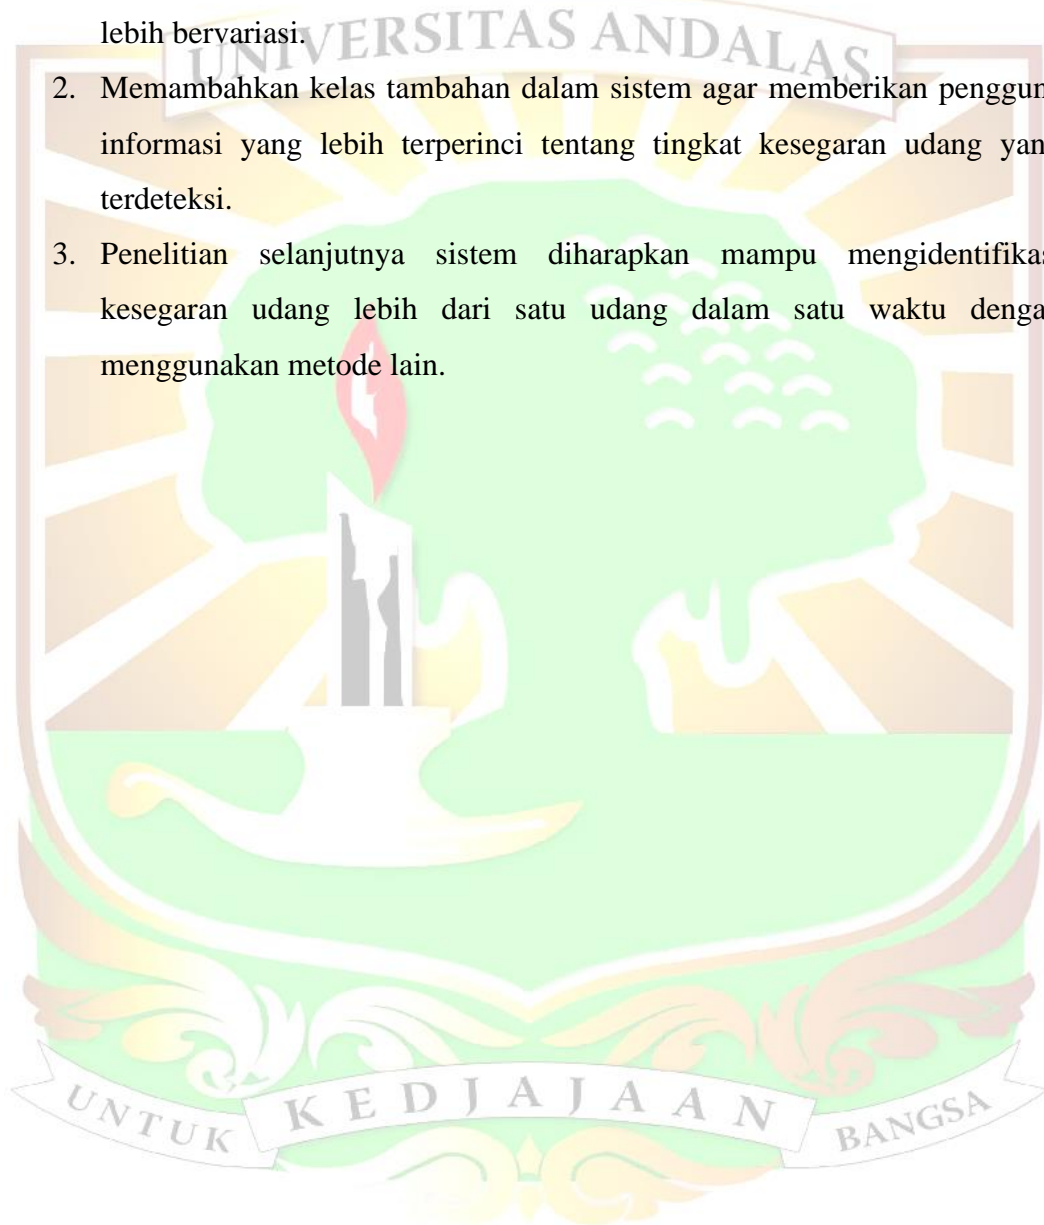 lebih bervariasi.
UNIVERSITAS ANDALAS
2. Memambahkan kelas tambahan dalam sistem agar memberikan penggun
informasi yang lebih terperinci tentang tingkat kesegaran udang yan
terdeteksi.
3. Penelitian selanjutnya sistem diharapkan mampu mengidentifikas
kesegaran udang lebih dari satu udang dalam satu waktu denga
menggunakan metode lain.
UNTUK KEDJAJAAN BANGSA